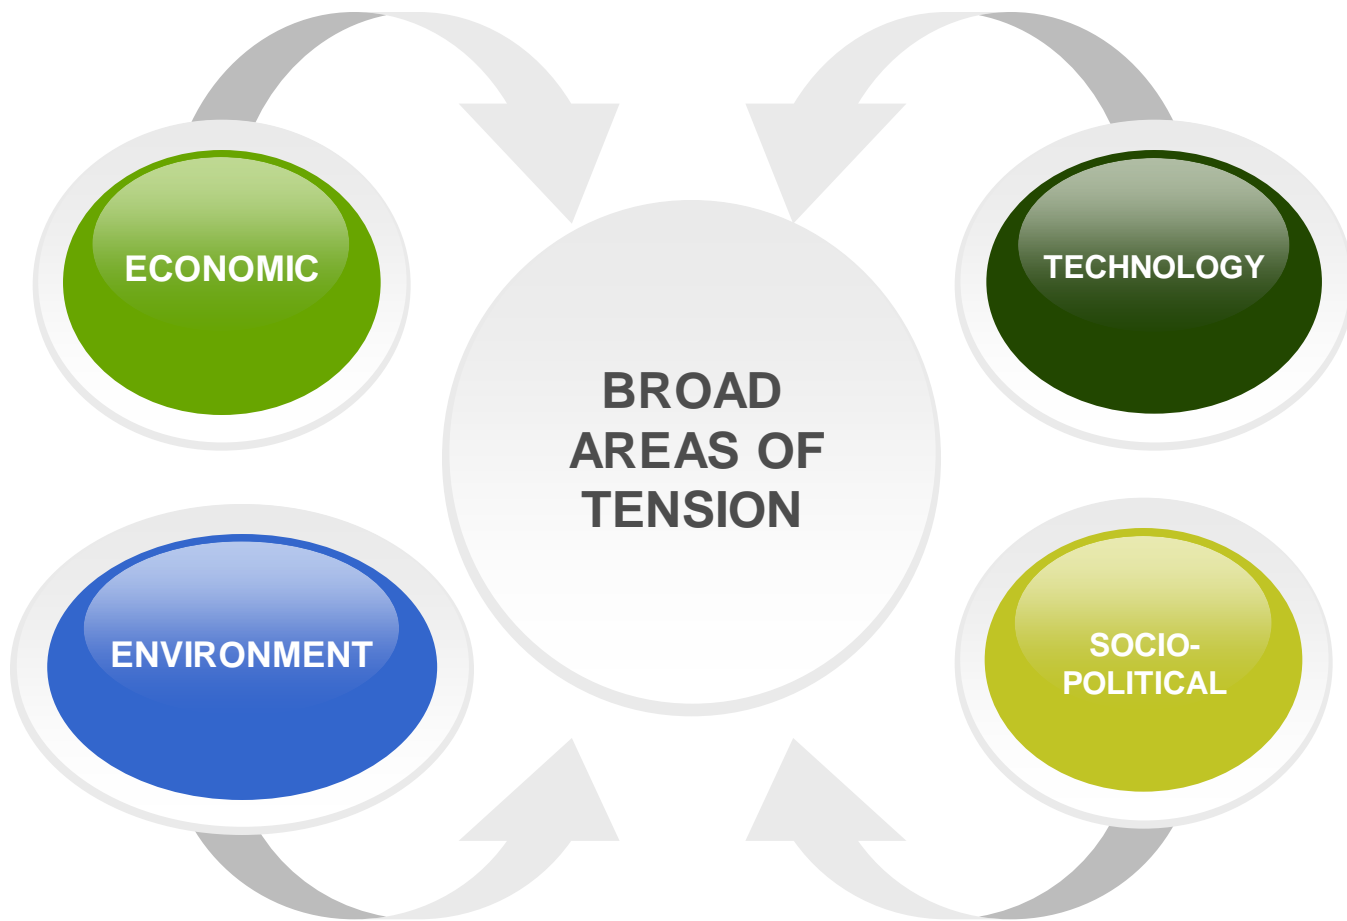 ECONOMIC
TECHNOLOGY
BROAD
AREAS OF
TENSION
ENVIRONMENT
SOCIO-
POLITICAL